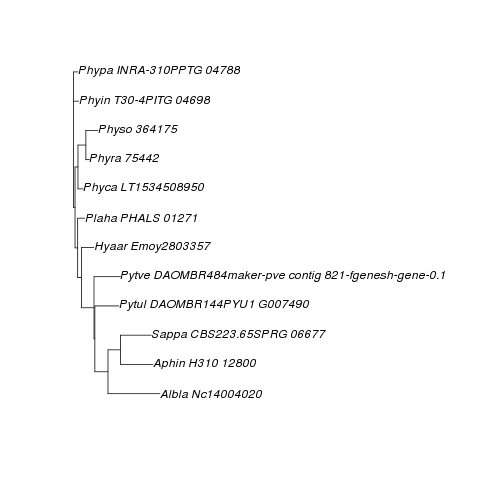 Phypa INRA-310PPTG 04788
Phyin T30-4PITG 04698
Physo 364175
Phyra 75442
Phyca LT1534508950
Plaha PHALS 01271
Hyaar Emoy2803357
Pytve DAOMBR484maker-pve contig 821-fgenesh-gene-0.1
Pytul DAOMBR144PYU1 G007490
Sappa CBS223.65SPRG 06677
Aphin H310 12800
Albla Nc14004020